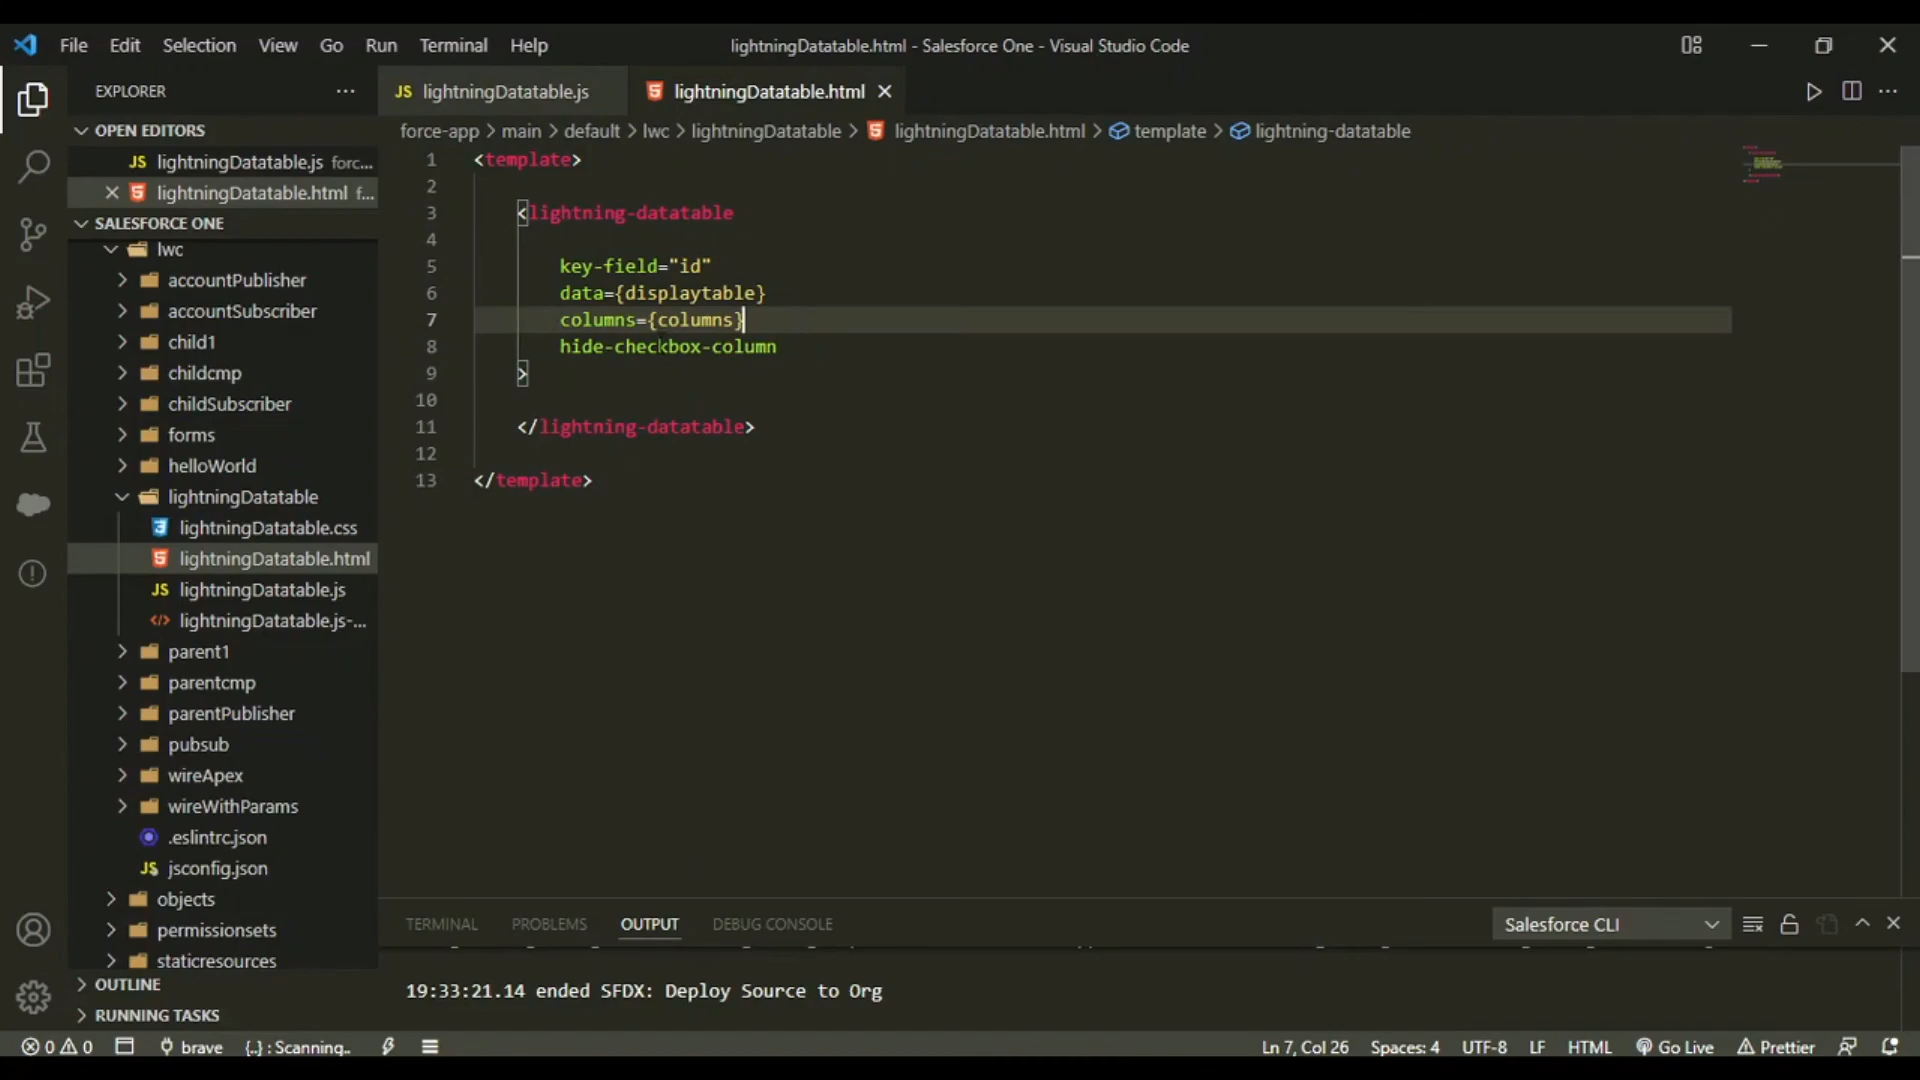 File Edit Selection View Go Run Terminal Help
lightningDatatable.html - Salesforce One - Visual Studio Code
EXPLORER
OPEN EDITORS
JS lightningDatatable.js forc...
lightningDatatable.html f...
SALESFORCE ONE
lwc
accountPublisher
accountSubscriber
child1
childcmp
childSubscriber
forms
helloWorld
lightningDatatable
lightningDatatable.css
lightningDatatable.html
JS lightningDatatable.js
lightningDatatable.js-...
parent1
parentcmp
parentPublisher
pubsub
wireApex
wireWithParams
.eslintrc.json
JS jsconfig.json
objects
permissionsets
staticresources
OUTLINE
RUNNING TASKS
JS lightningDatatable.js
lightningDatatable.html
force-app > main > default > lwc > lightningDatatable > lightningDatatable.html > template > lightning-datatable
1 <template>
2
3 <lightning-datatable
4
5 key-field="id"
6 data={displaytable}
7 columns={columns}
8 hide-checkbox-column
9 >
10
11 </lightning-datatable>
12
13 </template>
TERMINAL PROBLEMS OUTPUT DEBUG CONSOLE
Salesforce CLI
19:33:21.14 ended SFDX: Deploy Source to Org
0 0 brave {..} : Scanning..
Ln 7, Col 26 Spaces: 4 UTF-8 LF HTML Go Live Prettier